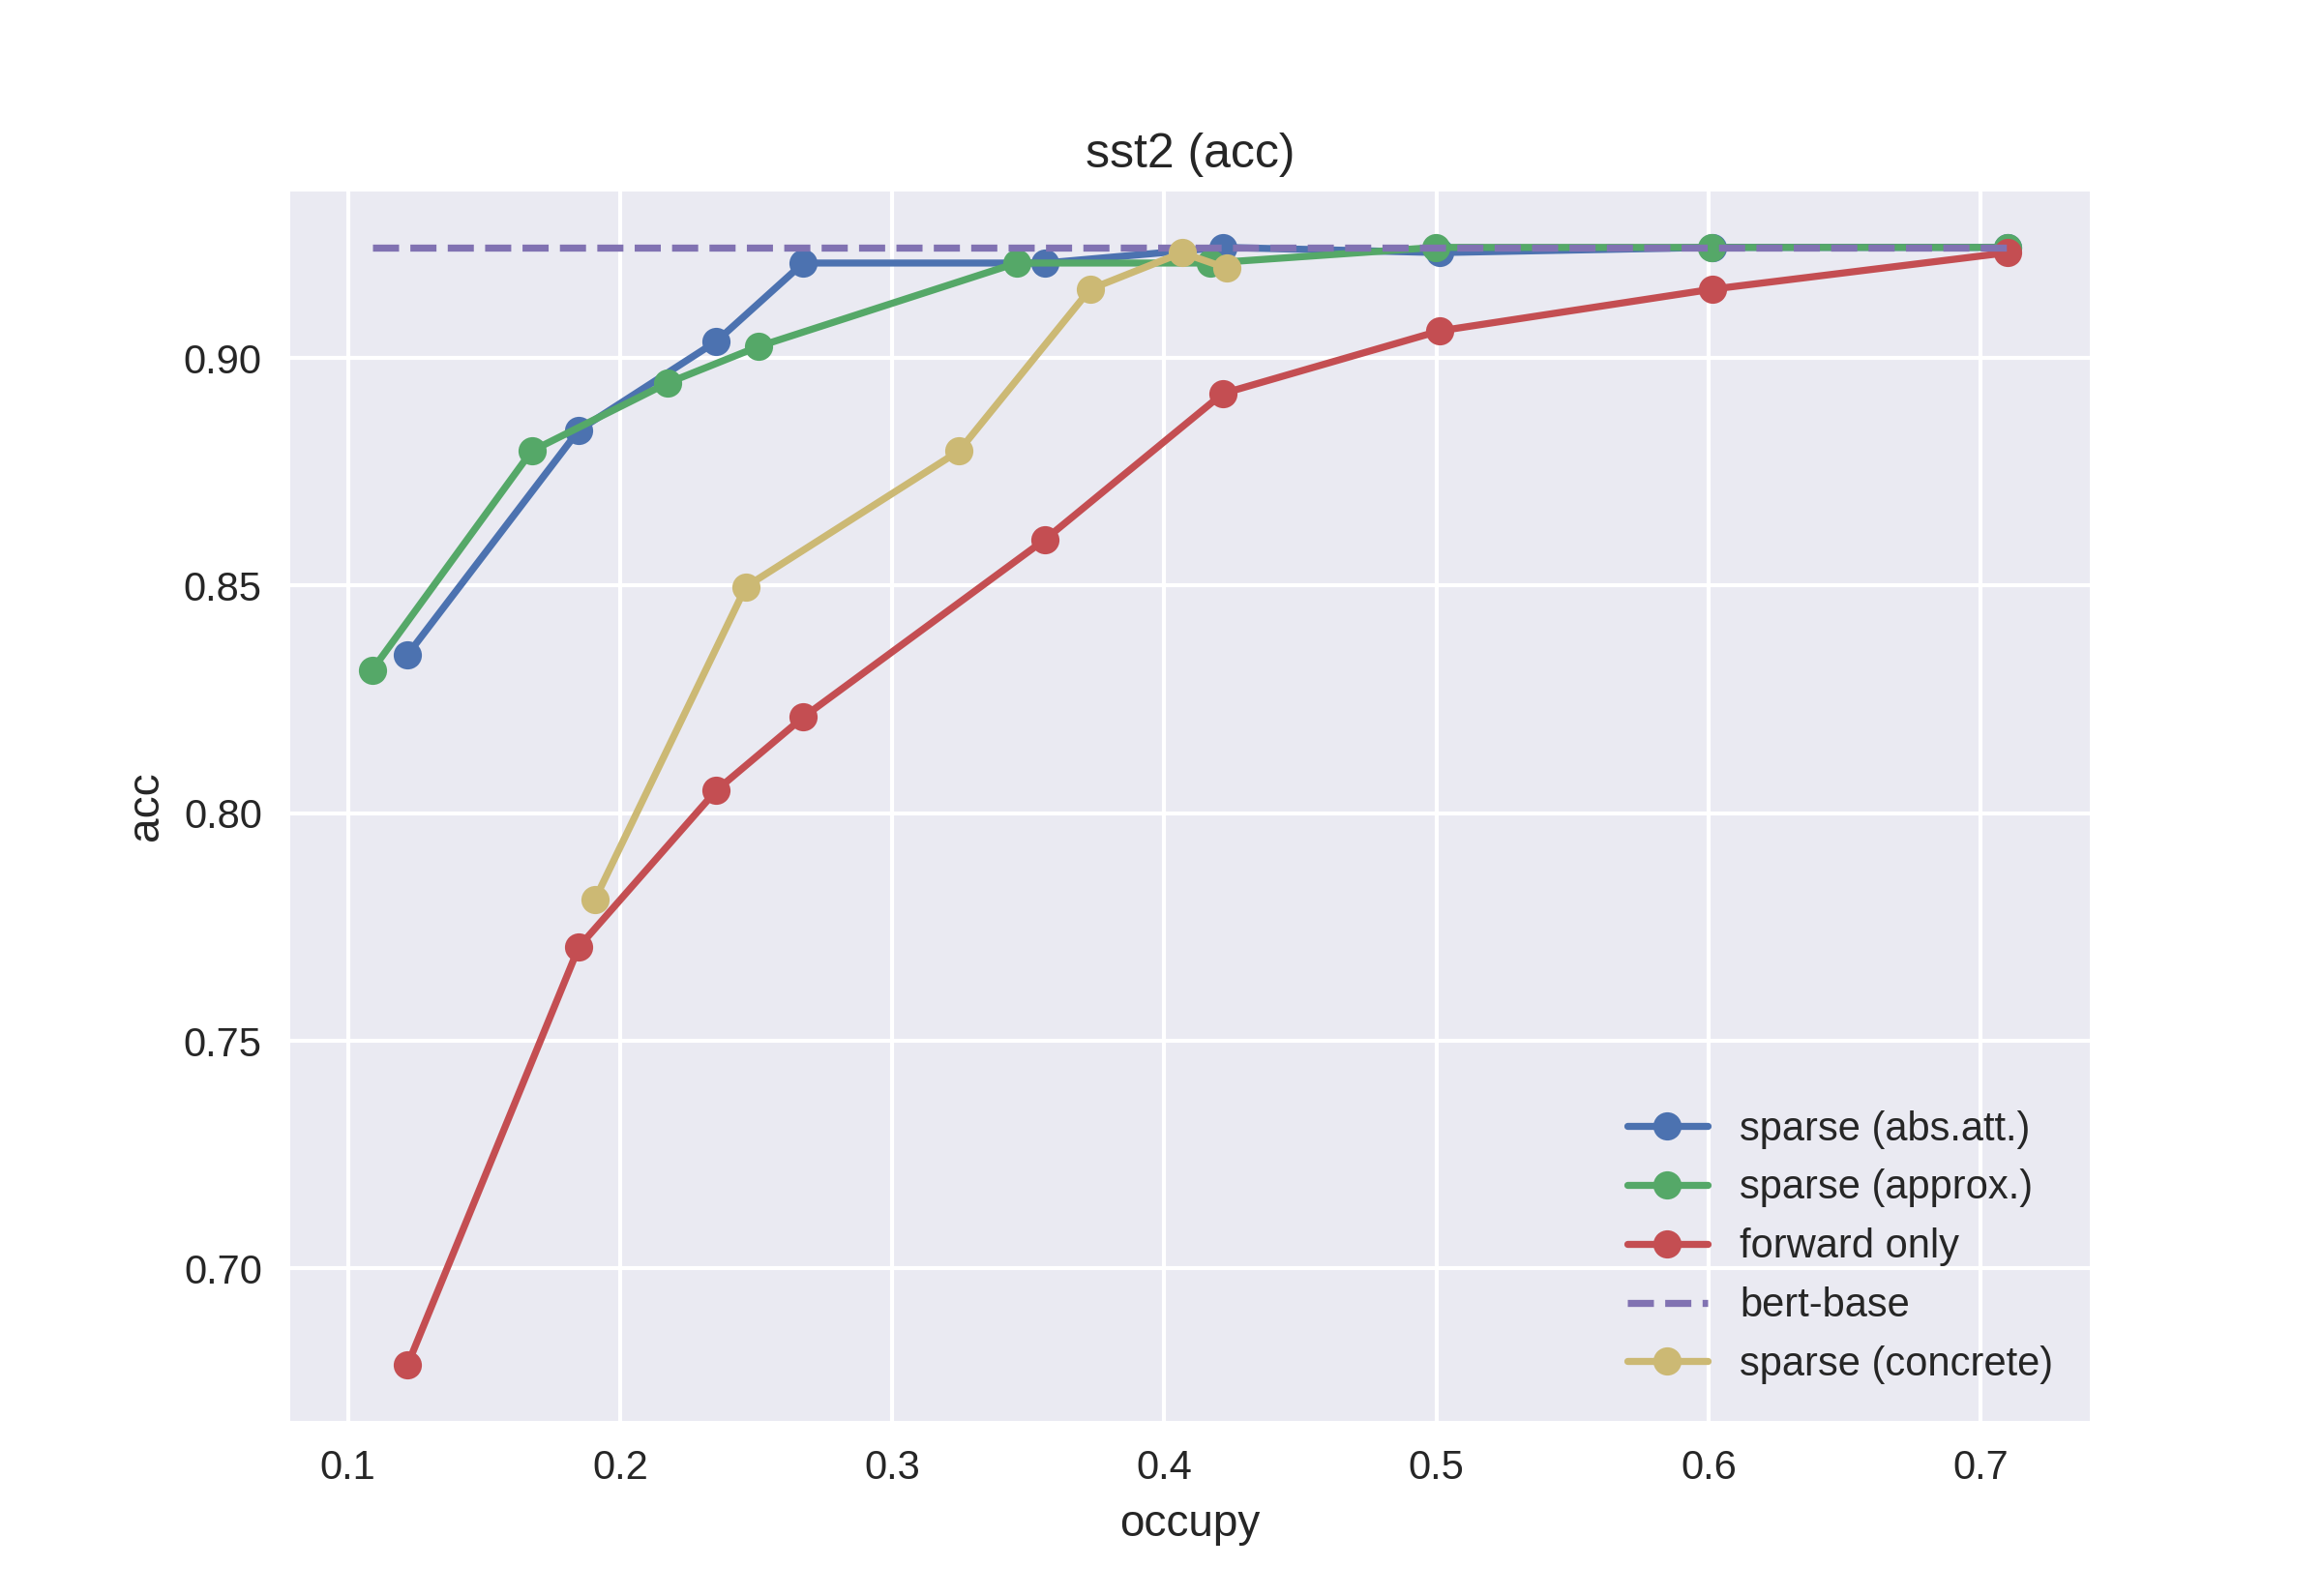 sst2 (acc)
acc
0.90
0.85
0.80
0.75
0.70
0.1 0.2 0.3 0.4 0.5 0.6 0.7
occupy
sparse (abs.att.)
sparse (approx.)
forward only
bert-base
sparse (concrete)